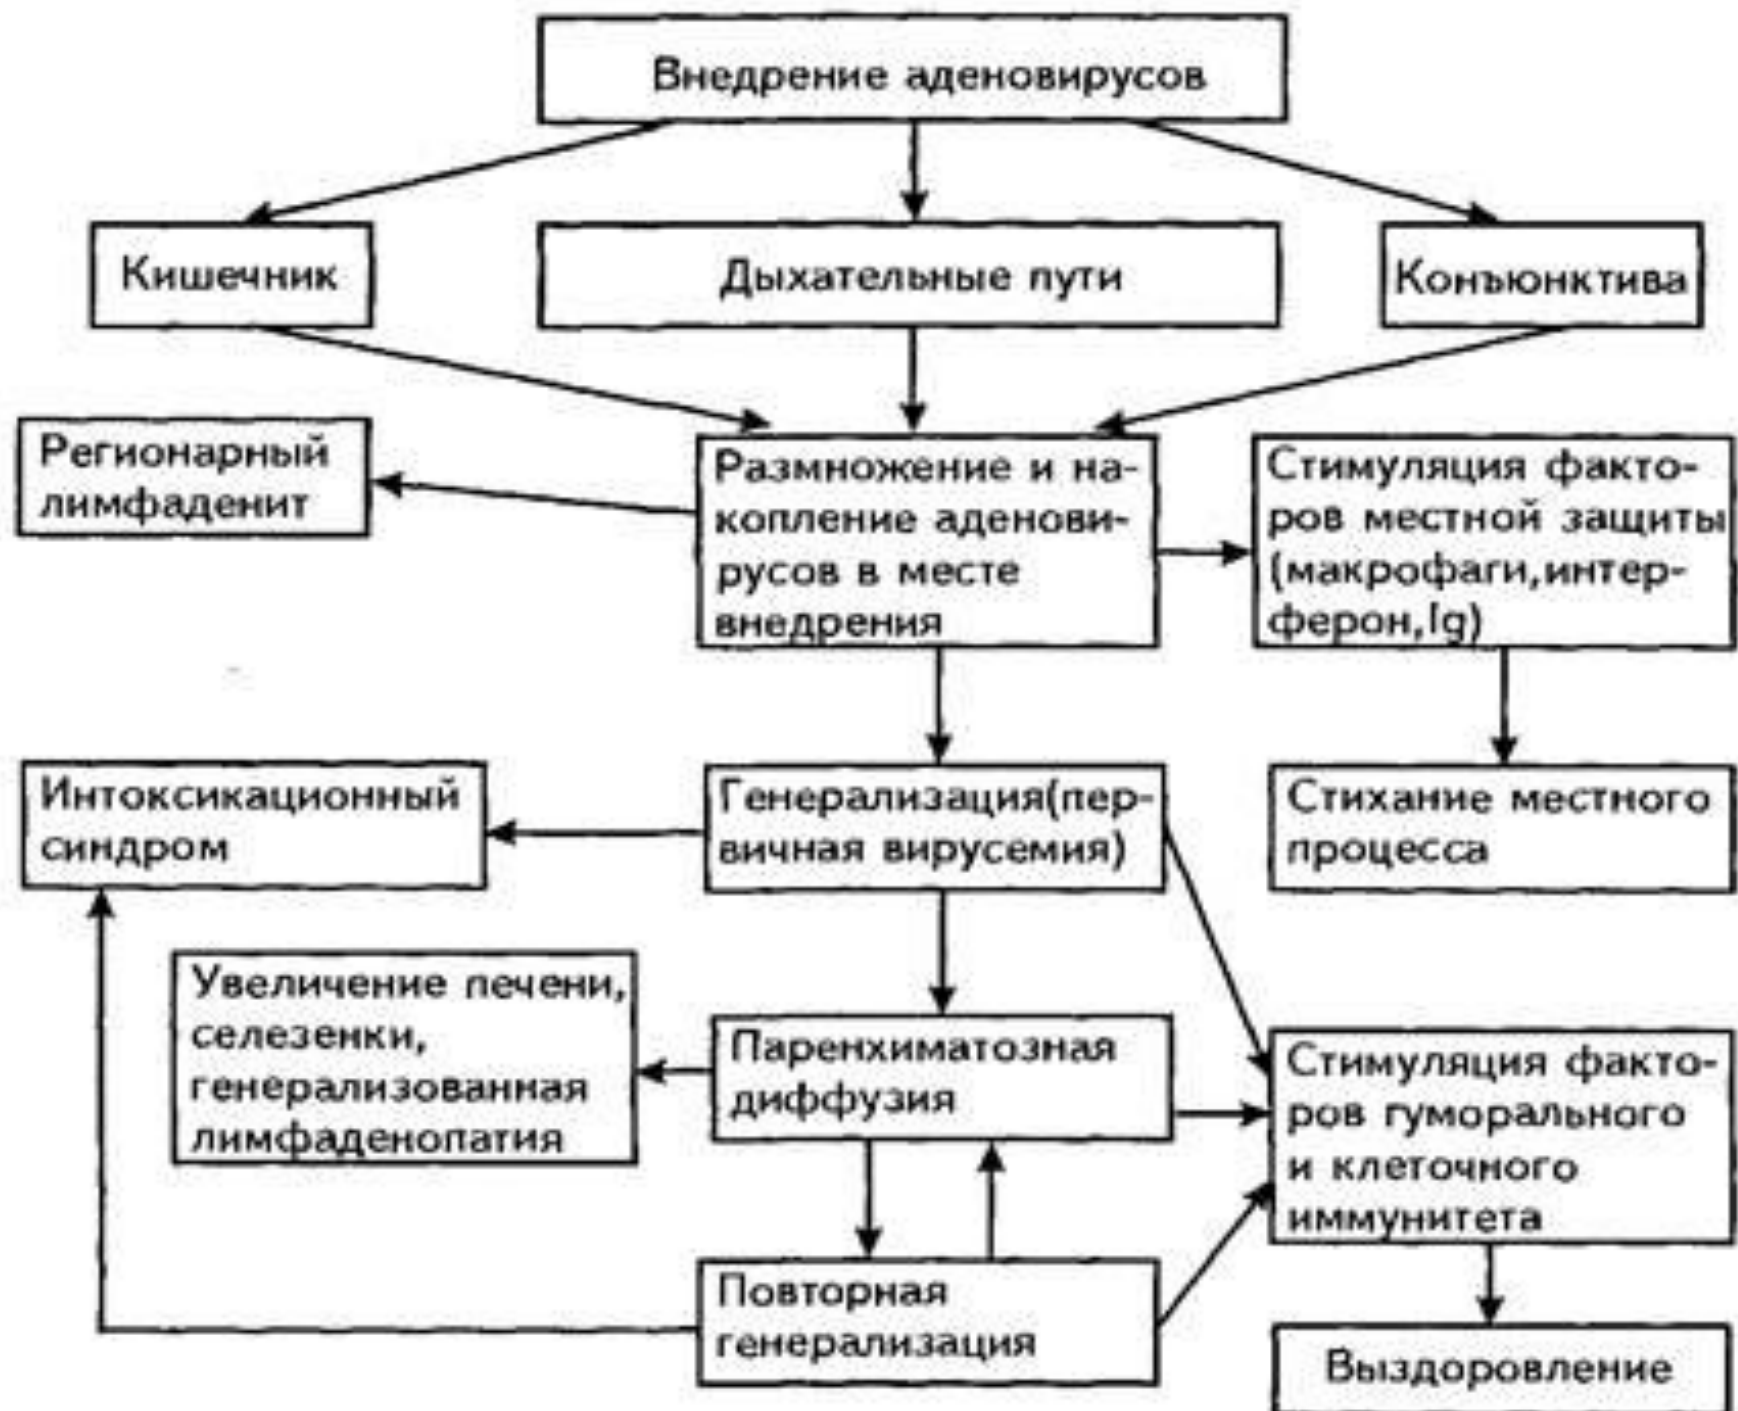 Внедрение аденовирусов
Кишечник
Дыхательные пути
Конъюнктива
Регионарный
лимфаденит
Размножение и на-
копление аденови-
русов в месте
внедрения
Стимуляция факто-
ров местной защиты
(макрофаги,интер-
ферон,Ig)
Интоксикационный
синдром
Генерализация(пер-
вичная вирусемия)
Стихание местного
процесса
Увеличение печени,
селезенки,
генерализованная
лимфаденопатия
Паренхиматозная
диффузия
Стимуляция факто-
ров гуморального
и клеточного
иммунитета
Повторная
генерализация
Выздоровление